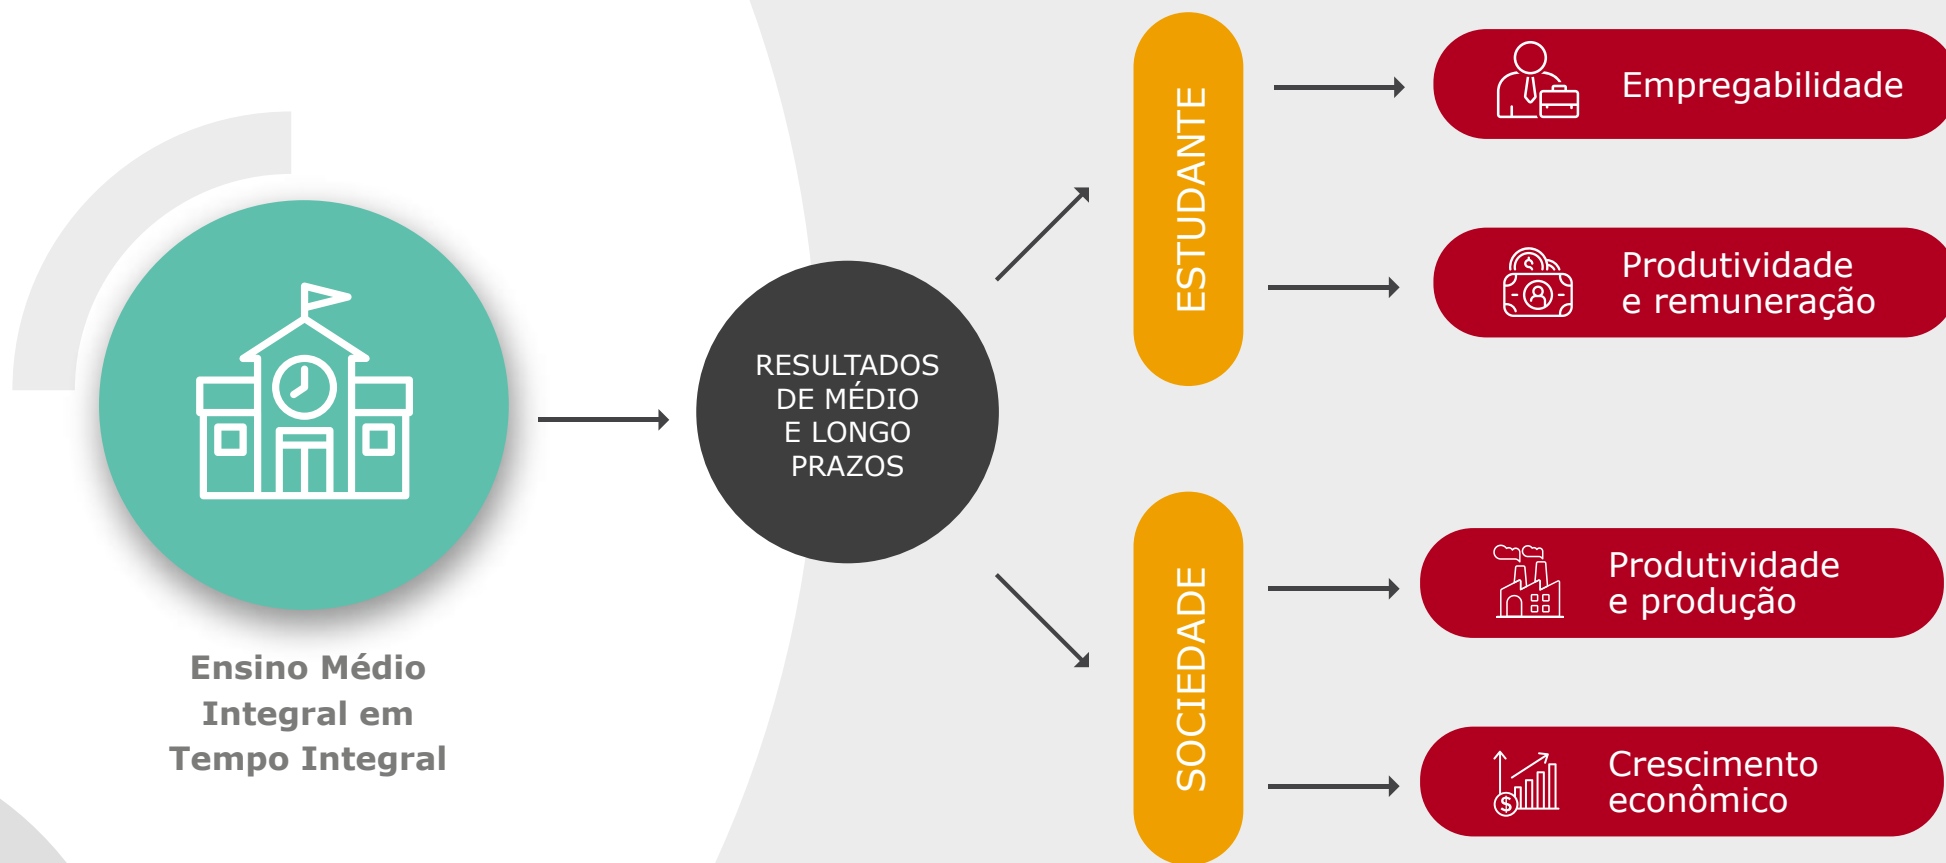 Ensino Médio
Integral em
Tempo Integral
RESULTADOS
DE MÉDIO
E LONGO
PRAZOS
ESTUDANTE
Empregabilidade
Produtividade
e remuneração
SOCIEDADE
Produtividade
e produção
Crescimento
econômico